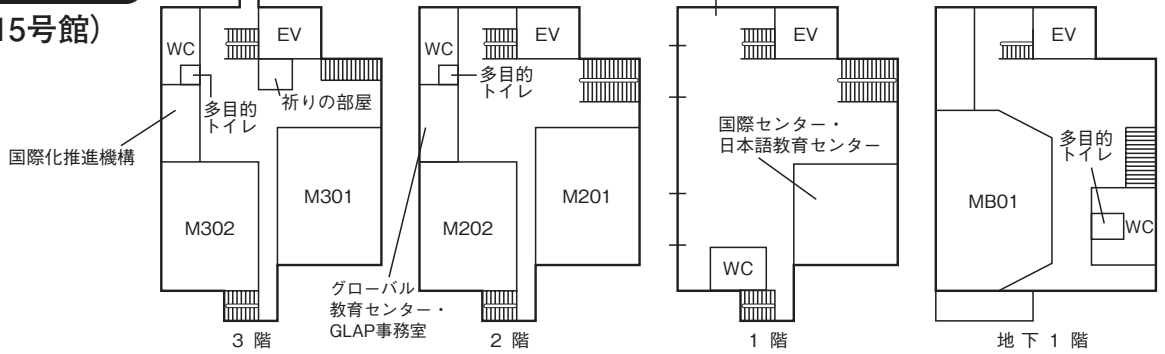 15号館）
WC
EV
多目的
トイレ
祈りの部屋
国際化推進機構
M301
M302
3 階
WC
EV
多目的
トイレ
M201
M202
グローバル
教育センター・
GLAP事務室
2 階
EV
国際センター・
日本語教育センター
WC
1 階
EV
多目的
トイレ
MB01
WC
地 下 1 階